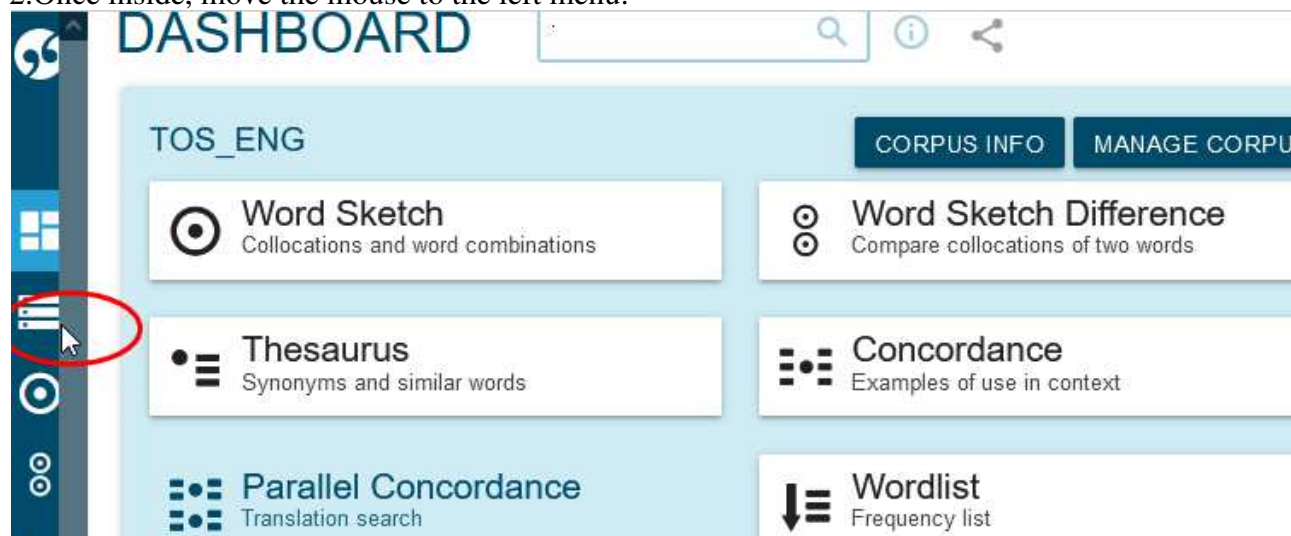 2.Once inside, move the mouse to the left menu:
DASHBOARD
TOS_ENG
CORPUS INFO MANAGE CORPU
Word Sketch
Collocations and word combinations
Word Sketch Difference
Compare collocations of two words
Thesaurus
Synonyms and similar words
Concordance
Examples of use in context
Parallel Concordance
Translation search
Wordlist
Frequency list